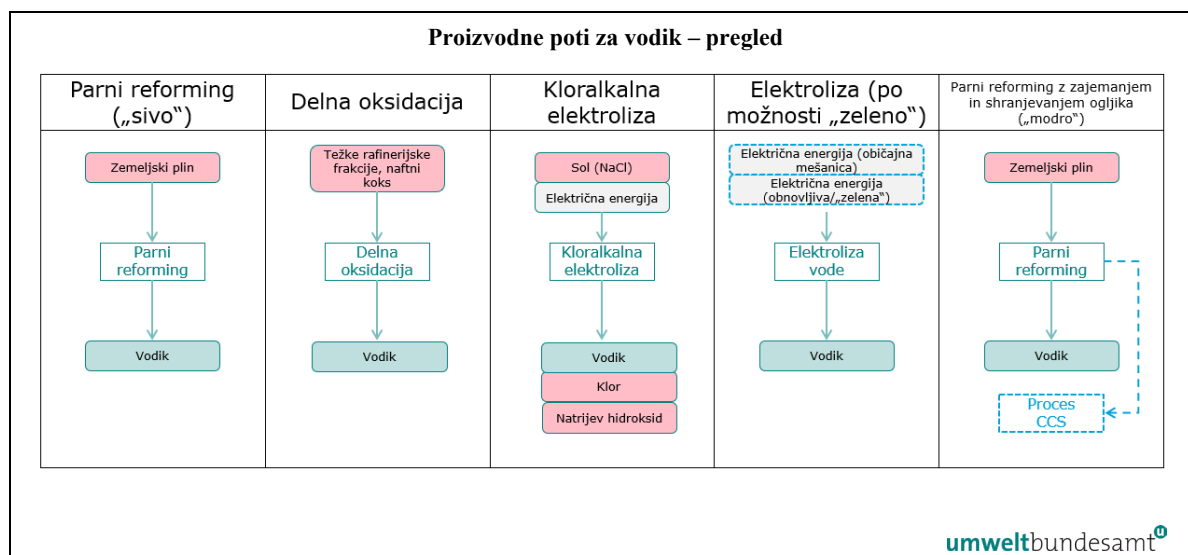 Proizvodne poti za vodik – pregled
Parni reforming
(„sivo“)
Zemeljski plin
Parni
reforming
Vodik
Delna oksidacija
Težke rafinerijske
frakcije, naftni
koks
Delna
oksidacija
Vodik
Kloralkalna
elektroliza
Sol (NaCl)
Električna energija
Kloralkalna
elektroliza
Vodik
Klor
Natrijev hidroksid
Elektroliza (po
možnosti „zeleno“)
Električna energija (običajna
mešanica)
Električna energija
(obnovljiva/„zelena“)
Elektroliza
vode
Vodik
Parni reforming z zajemanjem
in shranjevanjem ogljika
(„modro“)
Zemeljski plin
Parni
reforming
Vodik
Proces
CCS
umweltbundesamt u